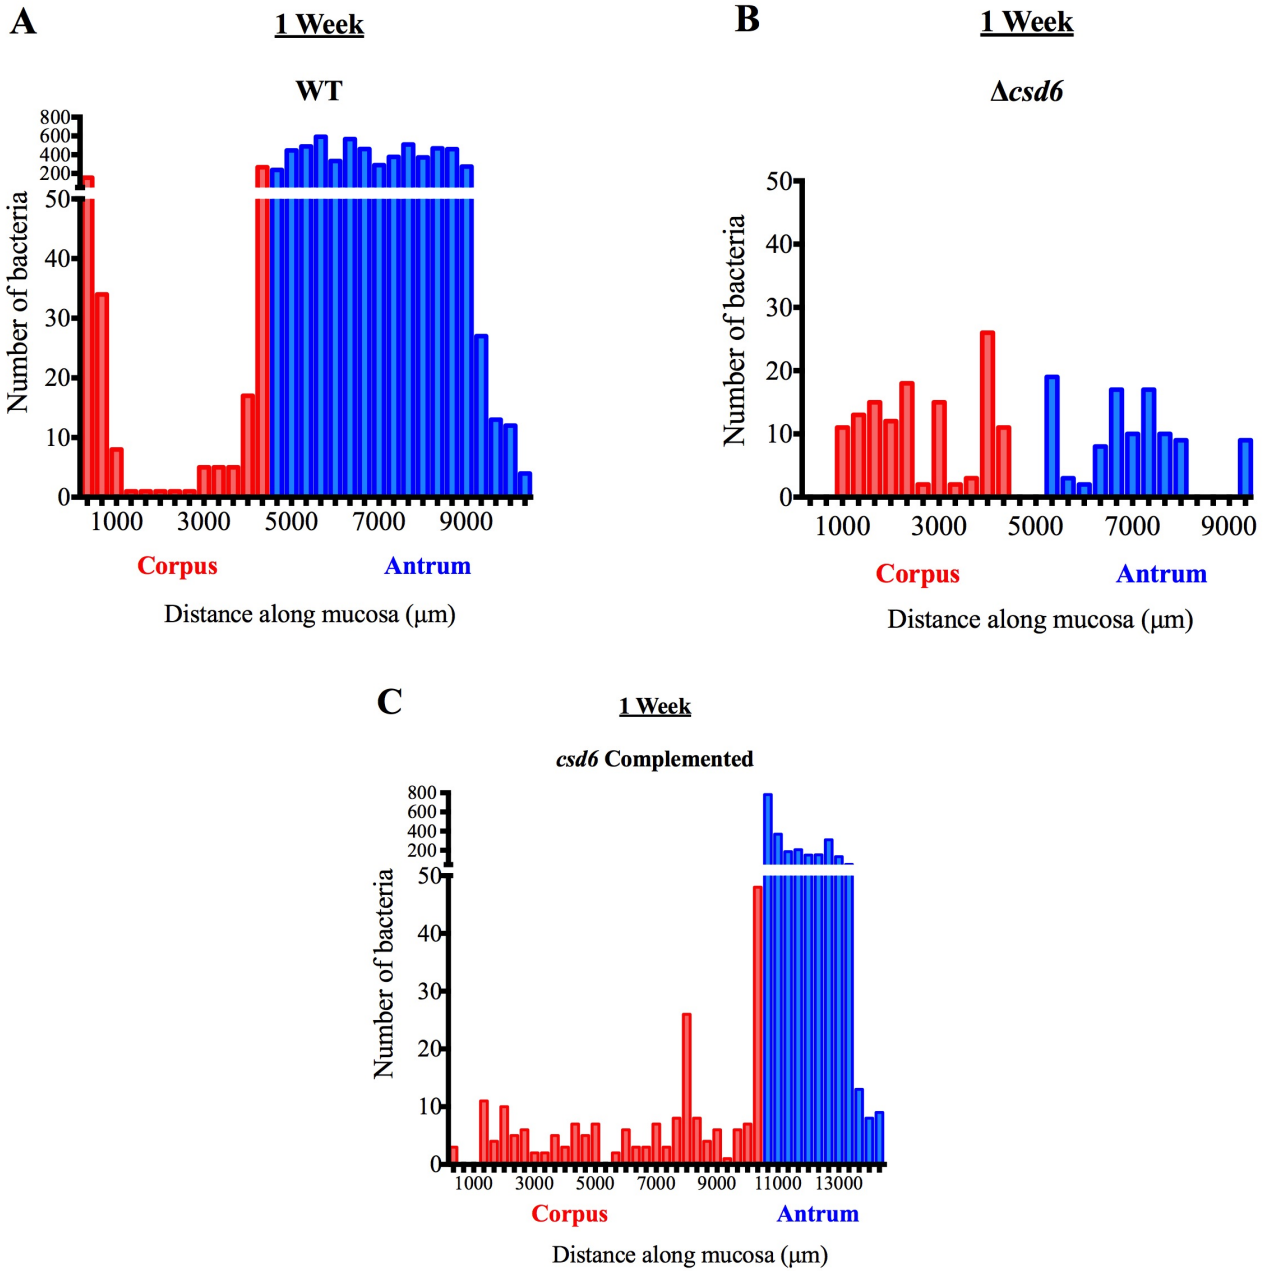 A
1 Week
WT
800
600
400
200
50
40
30
20
10
0
Number of bacteria
1000 3000 5000 7000 9000
Corpus Antrum
Distance along mucosa (μm)
B
1 Week
Δcsd6
50
40
30
20
10
0
Number of bacteria
1000 3000 5000 7000 9000
Corpus Antrum
Distance along mucosa (μm)
C
1 Week
csd6 Complemented
800
600
400
200
50
40
30
20
10
0
Number of bacteria
1000 3000 5000 7000 9000 11000 13000
Corpus Antrum
Distance along mucosa (μm)